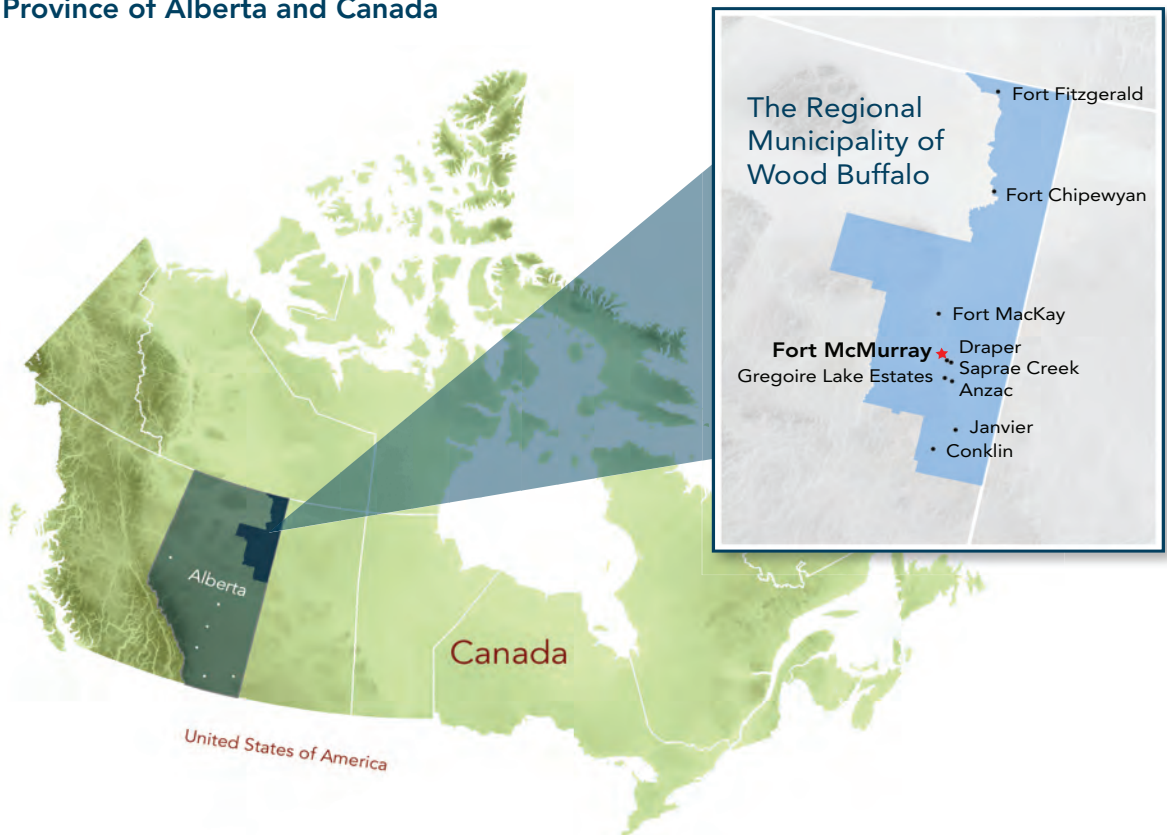 Province of Alberta and Canada
The Regional
Municipality of
Wood Buffalo
Fort Fitzgerald
Fort Chipewyan
Fort MacKay
Fort McMurray
Draper
Saprae Creek
Gregoire Lake Estates
Anzac
Janvier
Conklin
Alberta
Canada
United States of America